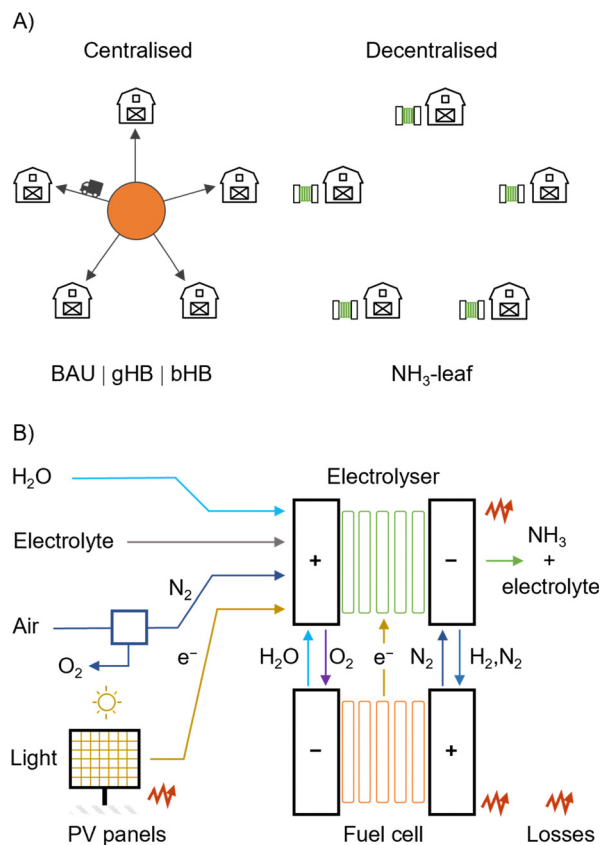 A)
Centralised Decentralised
BAU | gHB | bHB NH₃-leaf
B)
H₂O Electrolyser
+ −
NH₃
+
electrolyte
Electrolyte
N₂
Air
O₂
e⁻
H₂O O₂ e⁻ N₂ H₂,N₂
Light
− +
PV panels Fuel cell Losses